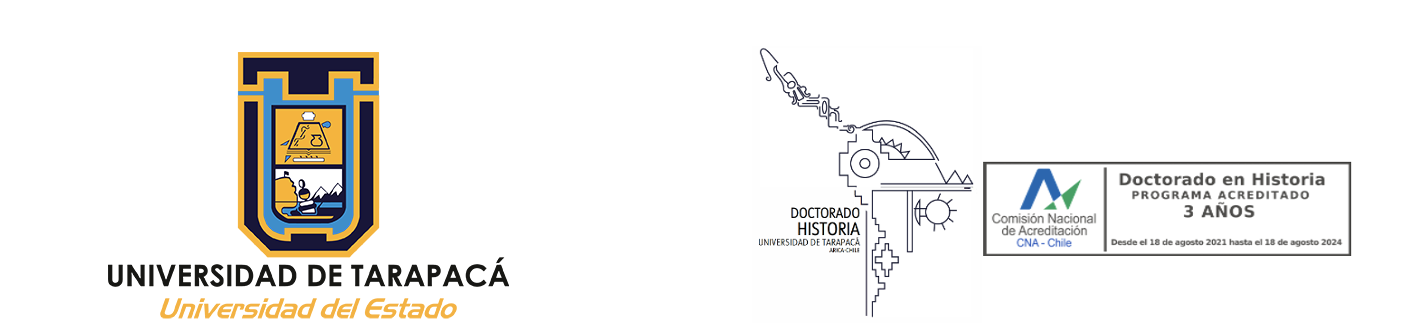 UNIVERSIDAD DE TARAPACÁ
Universidad del Estado
DOCTORADO
HISTORIA
UNIVERSIDAD DE TARAPACÁ
ARICA-CHILE
Comisión Nacional
de Acreditación
CNA - Chile
Doctorado en Historia
PROGRAMA ACREDITADO
3 AÑOS
Desde el 18 de agosto 2021 hasta el 18 de agosto 2024